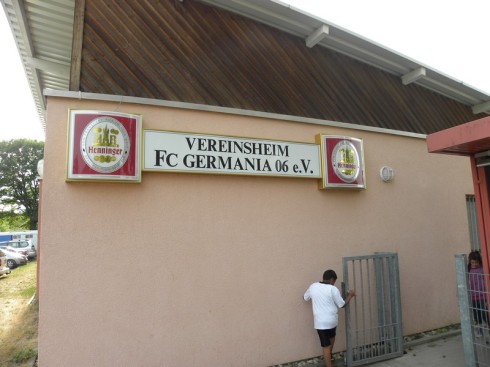 Henninger
VEREINSHEIM
FC GERMANIA 06 e.V.
Henninger